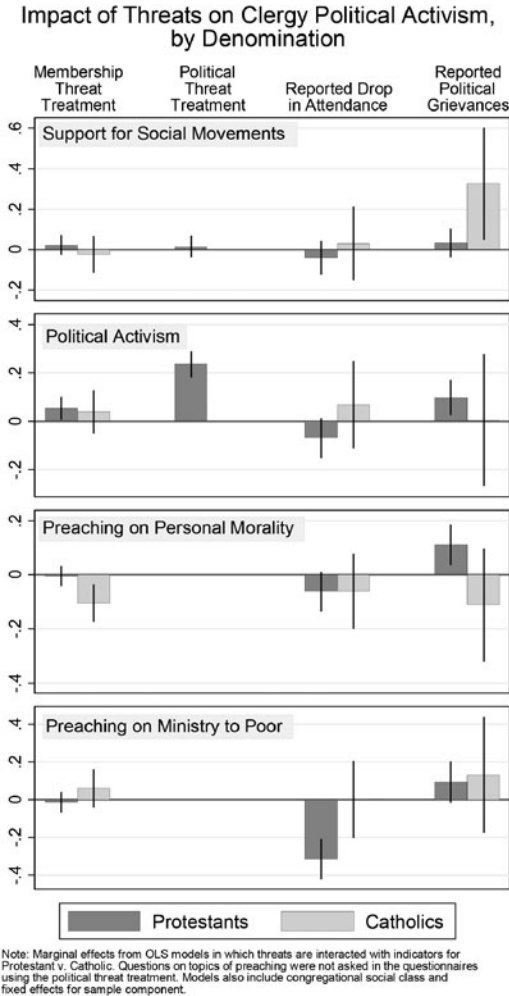 Impact of Threats on Clergy Political Activism,
by Denomination
Membership Threat Treatment
Political Threat Treatment
Reported Drop in Attendance
Reported Political Grievances
Support for Social Movements
.6
.4
.2
0
-.2
Political Activism
.4
.2
0
-.2
Preaching on Personal Morality
.2
0
-.2
-.4
Preaching on Ministry to Poor
.4
.2
0
-.2
-.4
Protestants
Catholics
Note: Marginal effects from OLS models in which threats are interacted with indicators for
Protestant v. Catholic. Questions on topics of preaching were not asked in the questionnaires
using the political threat treatment. Models also include congregational social class and
fixed effects for sample component.